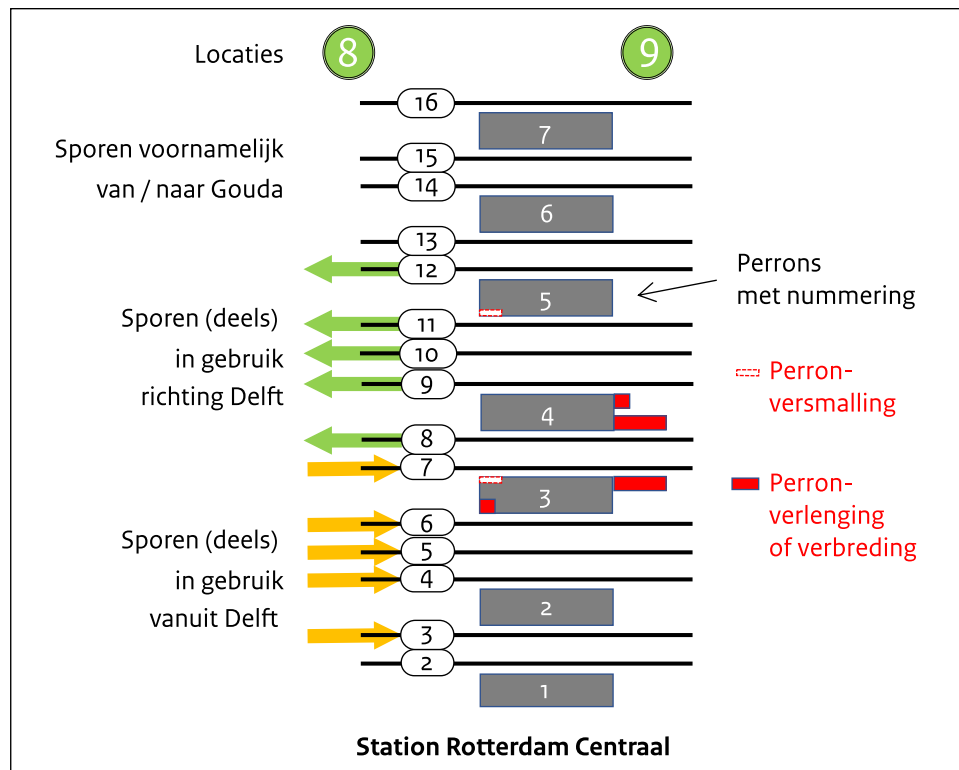 Locaties
8
9
16
7
Sporen voornamelijk
van / naar Gouda
15
14
6
13
12
Perrons
met nummering
5
Sporen (deels)
in gebruik
richting Delft
11
10
9
Perron-
versmalling
4
8
7
3
Perron-
verlenging
of verbreding
Sporen (deels)
in gebruik
vanuit Delft
6
5
4
2
3
2
1
Station Rotterdam Centraal